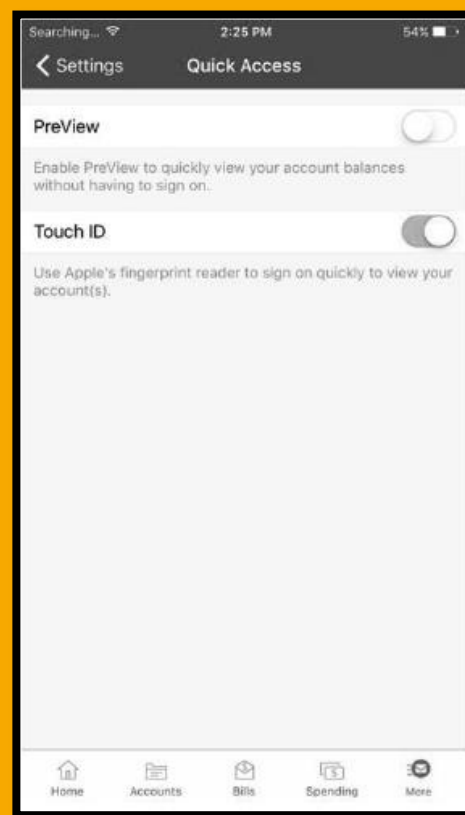 Searching... 2:25 PM 54%
Settings Quick Access
PreView
Enable PreView to quickly view your account balances
without having to sign on.
Touch ID
Use Apple's fingerprint reader to sign on quickly to view your
account(s).
Home Accounts Bills Spending More